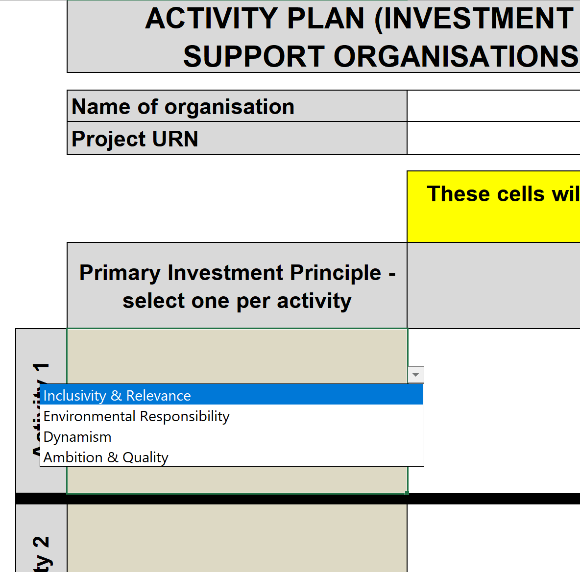 ACTIVITY PLAN (INVESTMENT
SUPPORT ORGANISATIONS
Name of organisation
Project URN
These cells wil
Primary Investment Principle -
select one per activity
Activity 1
Inclusivity & Relevance
Environmental Responsibility
Dynamism
Ambition & Quality
ty 2